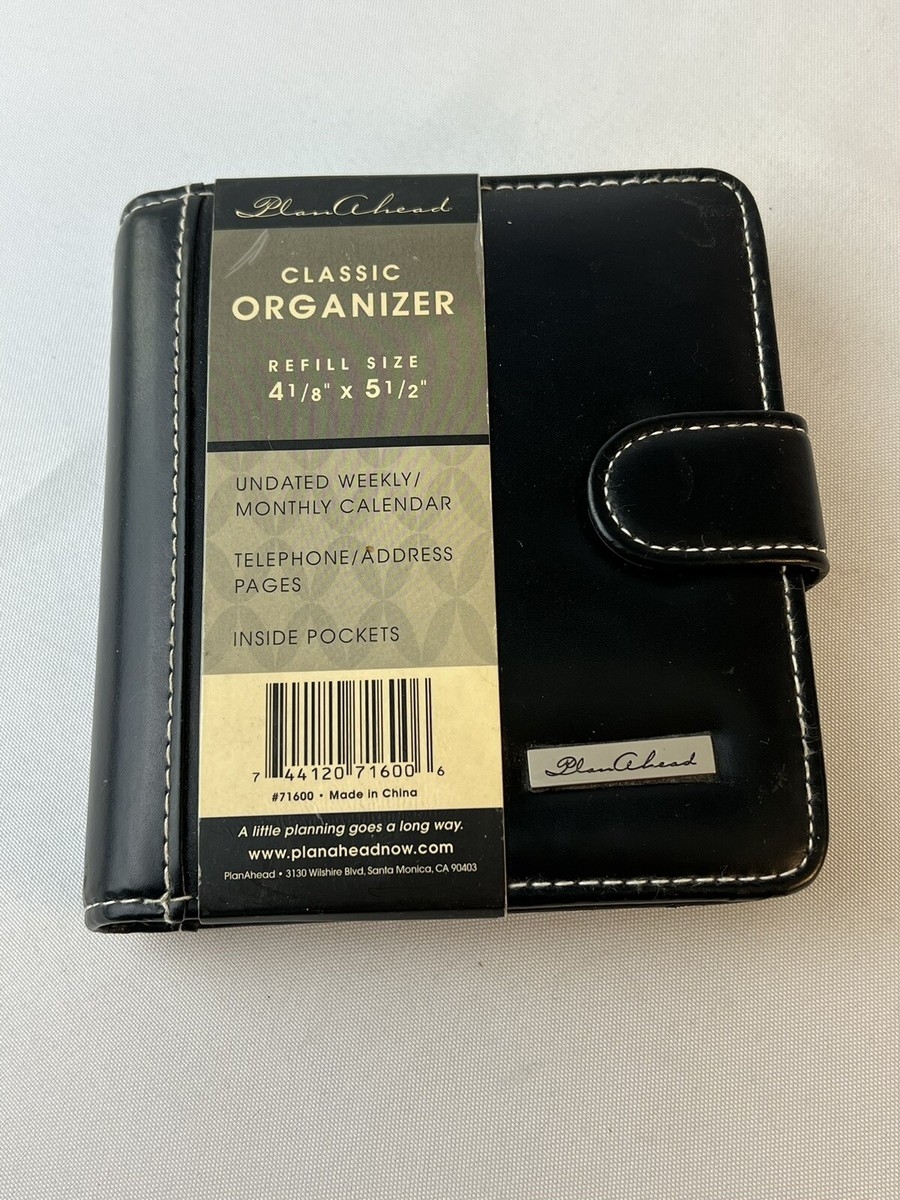 PlanAhead
CLASSIC
ORGANIZER
REFILL SIZE
4 1/8" x 5 1/2"
UNDATED WEEKLY/
MONTHLY CALENDAR
TELEPHONE/ADDRESS
PAGES
INSIDE POCKETS
7 44120 71600 6
#71600 • Made in China
A little planning goes a long way.
www.planaheadnow.com
PlanAhead • 3130 Wilshire Blvd, Santa Monica, CA 90403
PlanAhead